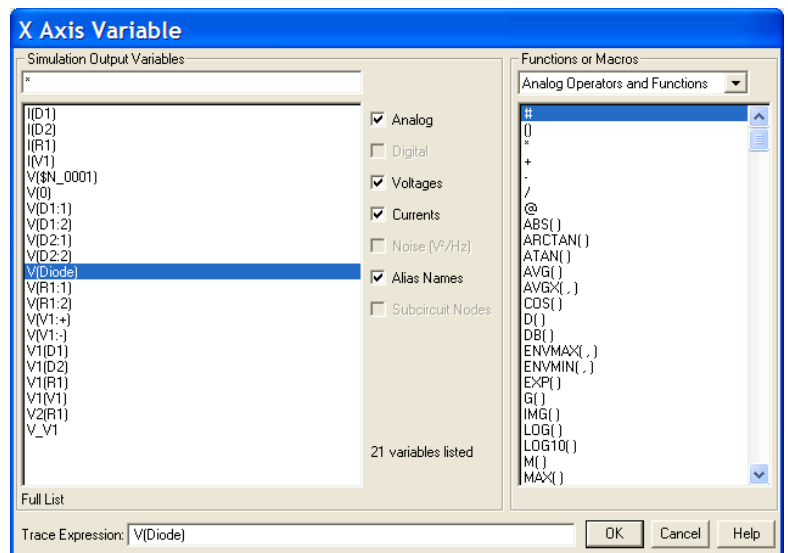 X Axis Variable
Simulation Output Variables
*
I(D1)
I(D2)
I(R1)
I(V1)
V($N_0001)
V(0)
V(D1:1)
V(D1:2)
V(D2:1)
V(D2:2)
V(Diode)
V(R1:1)
V(R1:2)
V(V1:+)
V(V1:-)
V1(D1)
V1(D2)
V1(R1)
V1(V1)
V2(R1)
V_V1
Full List
Analog
Digital
Voltages
Currents
Noise (V²/Hz)
Alias Names
Subcircuit Nodes
21 variables listed
Functions or Macros
Analog Operators and Functions
#
()
*
+
-
/
@
ABS( )
ARCTAN( )
ATAN( )
AVG( )
AVGX( , )
COS( )
D( )
DB( )
ENVMAX( , )
ENVMIN( , )
EXP( )
G( )
IMG( )
LOG( )
LOG10( )
M( )
MAX( )
Trace Expression: V(Diode)
OK
Cancel
Help